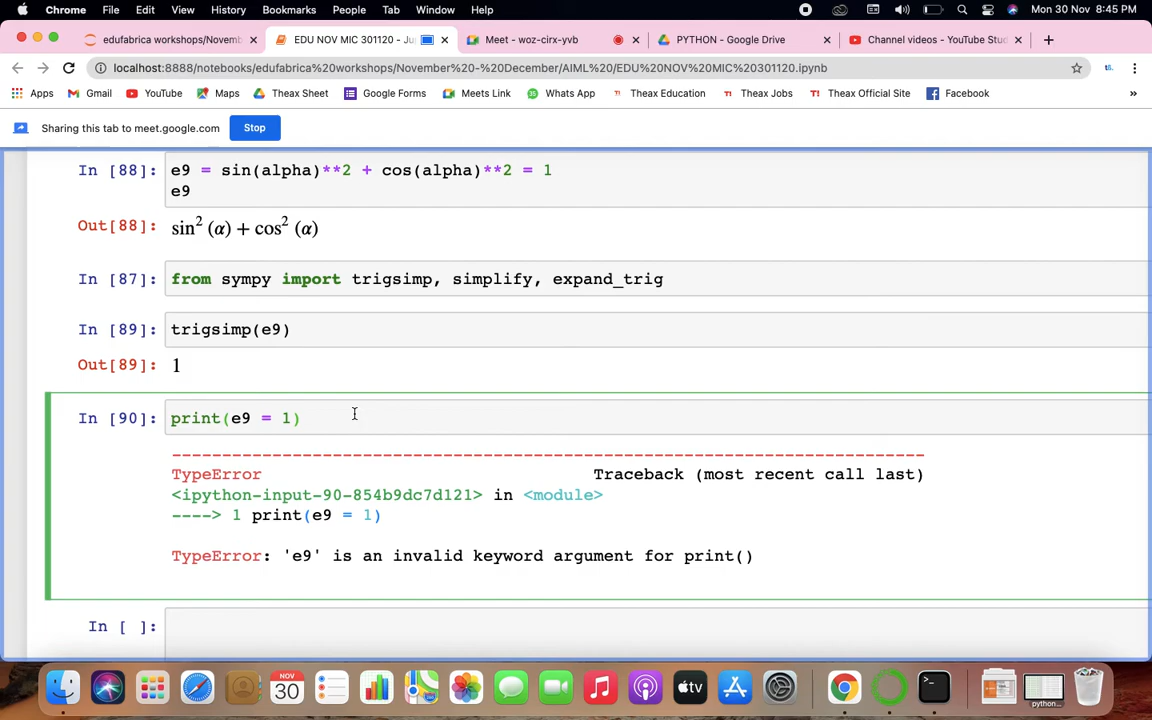 Chrome File Edit View History Bookmarks People Tab Window Help Mon 30 Nov 8:45 PM
edufabrica workshops/Novemb EDU NOV MIC 301120 - Ju Meet - woz-cirx-yvb PYTHON - Google Drive Channel videos - YouTube Stud
localhost:8888/notebooks/edufabrica%20workshops/November%20-%20December/AIML%20/EDU%20NOV%20MIC%20301120.ipynb
Apps Gmail YouTube Maps Theax Sheet Google Forms Meets Link Whats App Theax Education Theax Jobs Theax Official Site Facebook »
Sharing this tab to meet.google.com Stop
In [88]: e9 = sin(alpha)**2 + cos(alpha)**2 = 1
e9
Out[88]: sin² (α) + cos² (α)
In [87]: from sympy import trigsimp, simplify, expand_trig
In [89]: trigsimp(e9)
Out[89]: 1
In [90]: print(e9 = 1)
---------------------------------------------------------------------------
TypeError Traceback (most recent call last)
<ipython-input-90-854b9dc7d121> in <module>
----> 1 print(e9 = 1)
TypeError: 'e9' is an invalid keyword argument for print()
In [ ]:
NOV
30
tv
python...